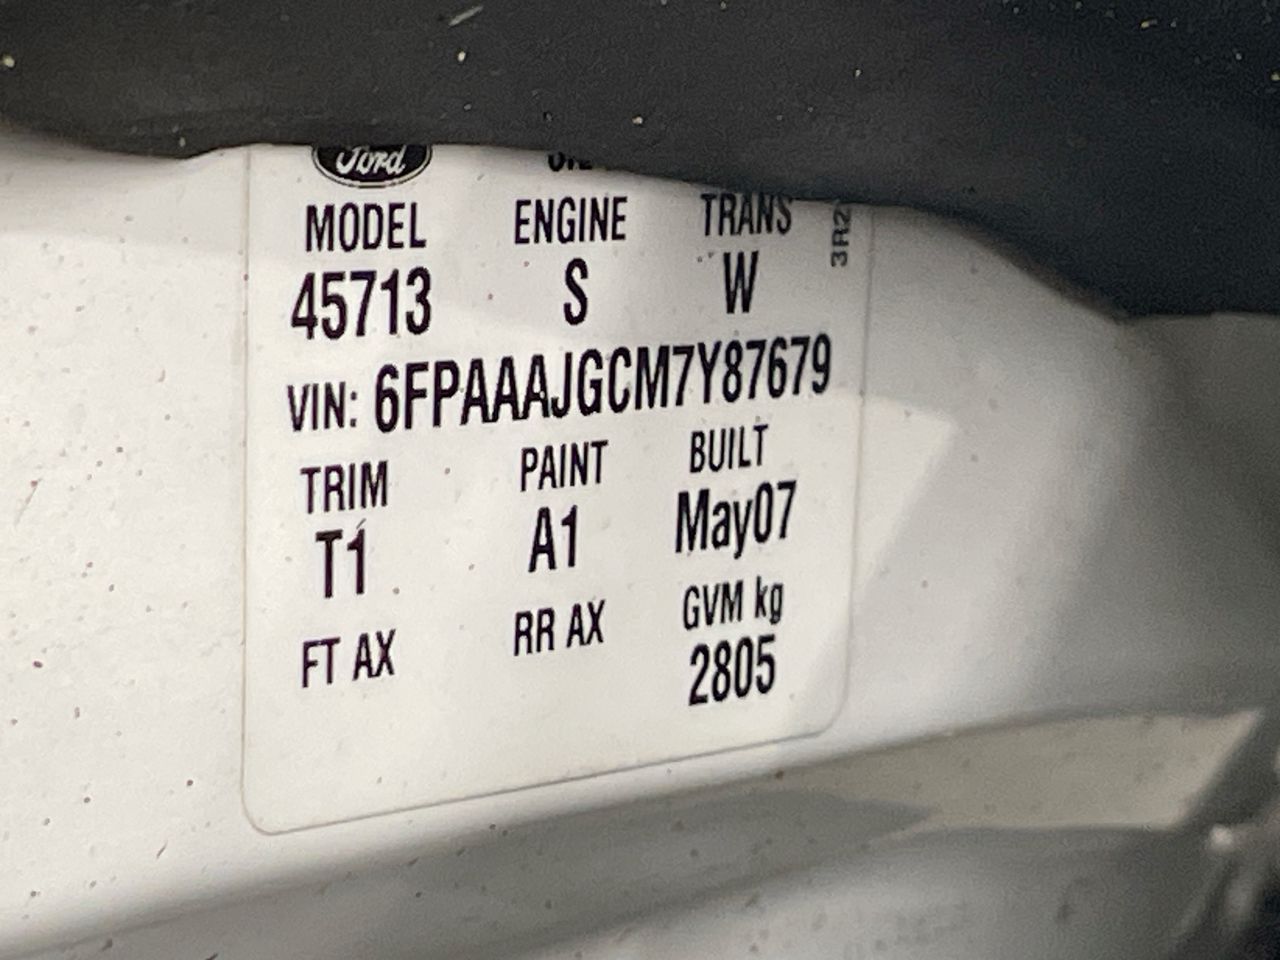 Ford
MODEL ENGINE TRANS
45713 S W
VIN: 6FPAAAJGCM7Y87679
TRIM PAINT BUILT
T1 A1 May07
FT AX RR AX GVM kg
2805